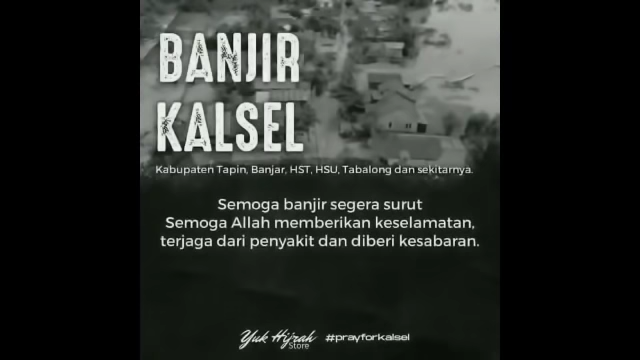 BANJIR
KALSEL
Kabupaten Tapin, Banjar, HST, HSU, Tabalong dan sekitarnya.
Semoga banjir segera surut
Semoga Allah memberikan keselamatan,
terjaga dari penyakit dan diberi kesabaran.
Yuk Hijrah Store #prayforkalsel